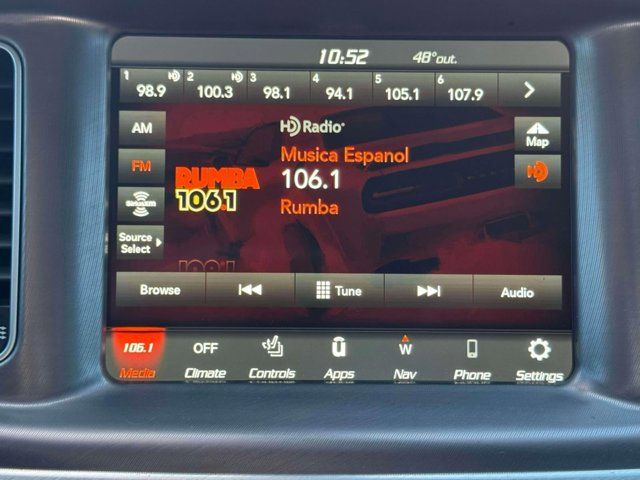 10:52 48°out.
1 2 3 4 5 6
98.9 100.3 98.1 94.1 105.1 107.9
AM
FM
SiriusXM
Source Select
HD Radio
Musica Espanol
106.1
Rumba
RUMBA
106.1
Map
HD
Browse Tune Audio
106.1 OFF W
Media Climate Controls Apps Nav Phone Settings